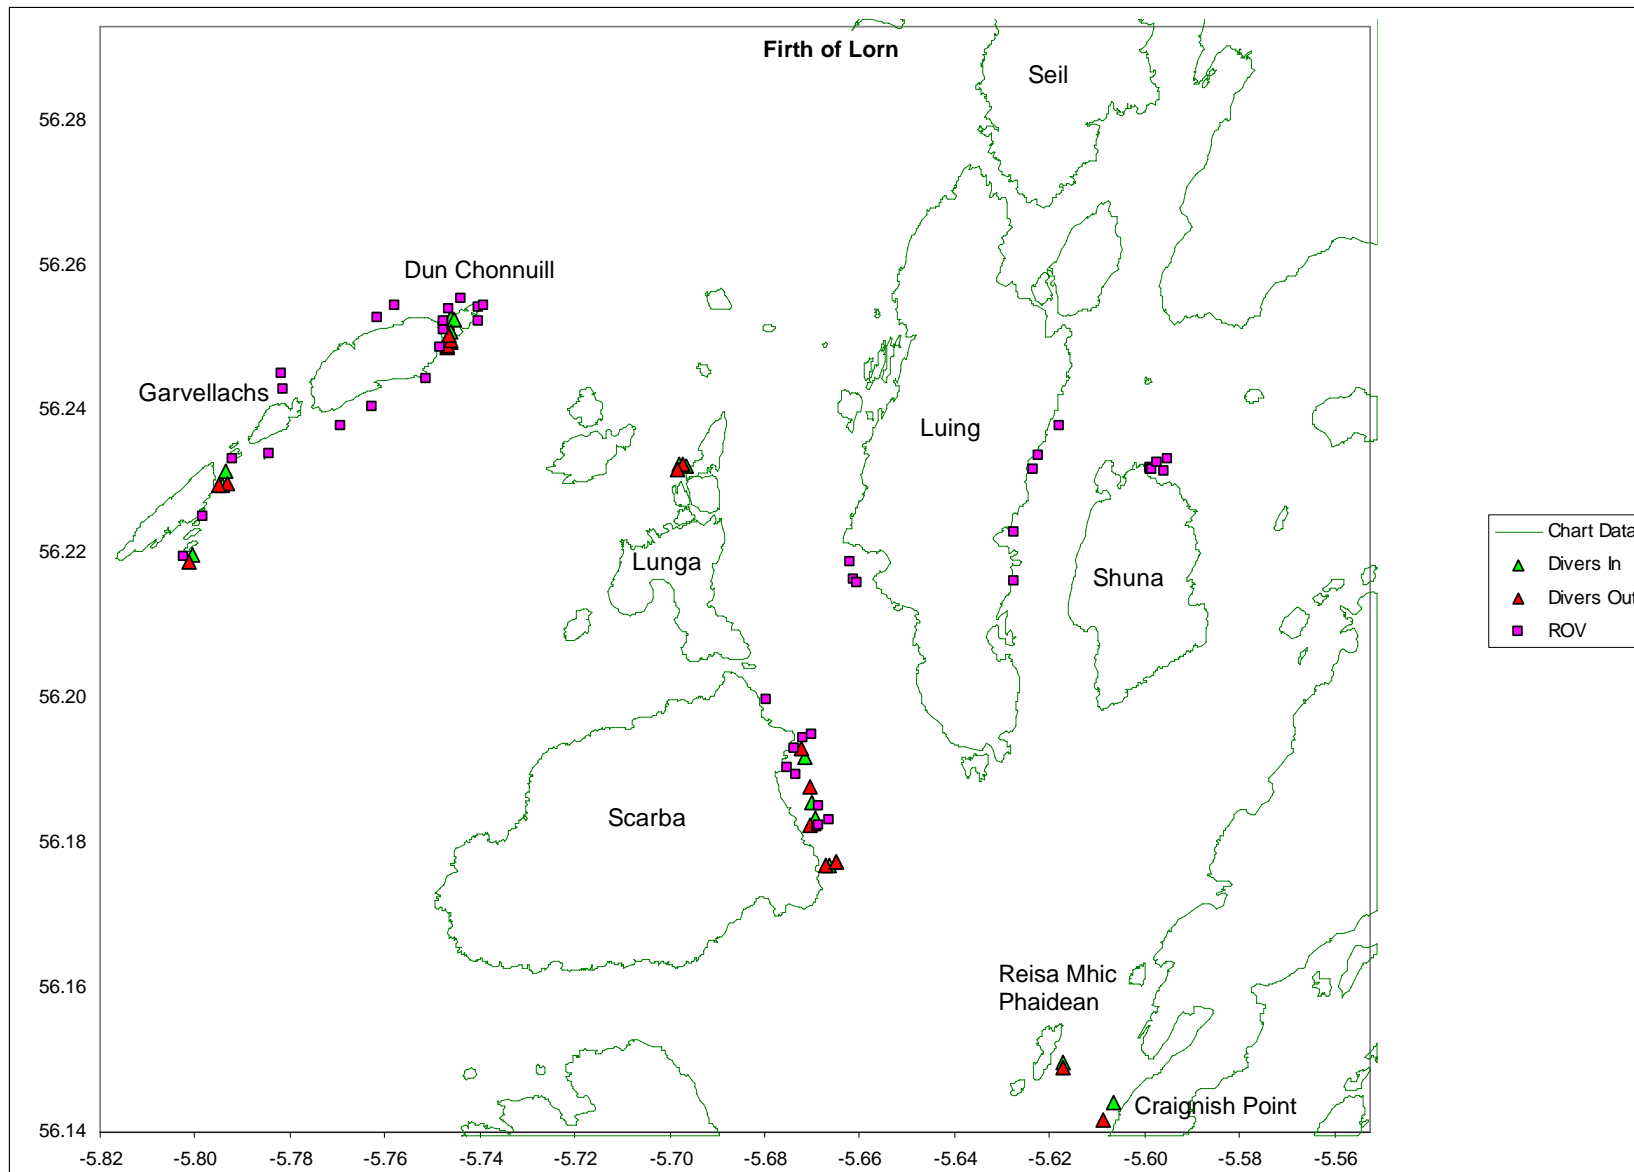 Firth of Lorn
Seil
56.28
56.26
Dun Chonnuill
56.24
Garvellachs
Luing
56.22
Lunga
Shuna
56.20
Scarba
56.18
56.16
Reisa Mhic
Phaidean
Craignish Point
56.14
-5.82 -5.80 -5.78 -5.76 -5.74 -5.72 -5.70 -5.68 -5.66 -5.64 -5.62 -5.60 -5.58 -5.56
Chart Data
Divers In
Divers Out
ROV